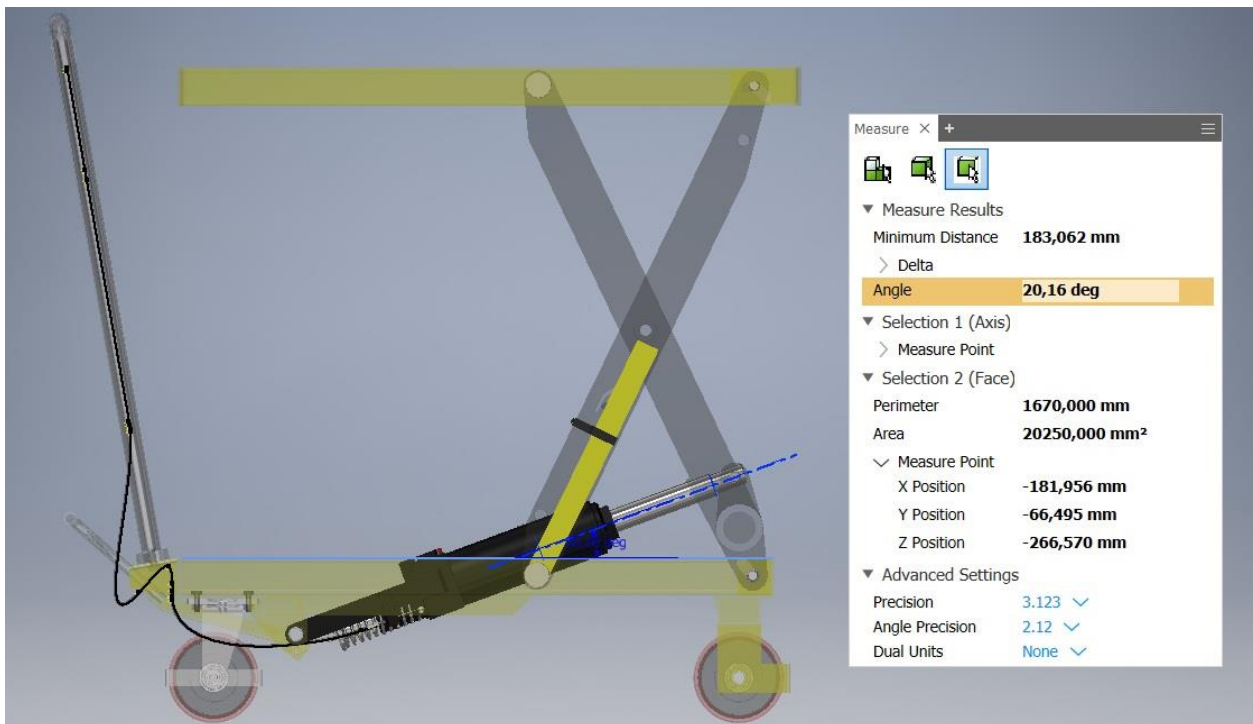 Measure × +
Measure Results
Minimum Distance 183,062 mm
Delta
Angle 20,16 deg
Selection 1 (Axis)
Measure Point
Selection 2 (Face)
Perimeter 1670,000 mm
Area 20250,000 mm²
Measure Point
X Position -181,956 mm
Y Position -66,495 mm
Z Position -266,570 mm
Advanced Settings
Precision 3.123
Angle Precision 2.12
Dual Units None
deg